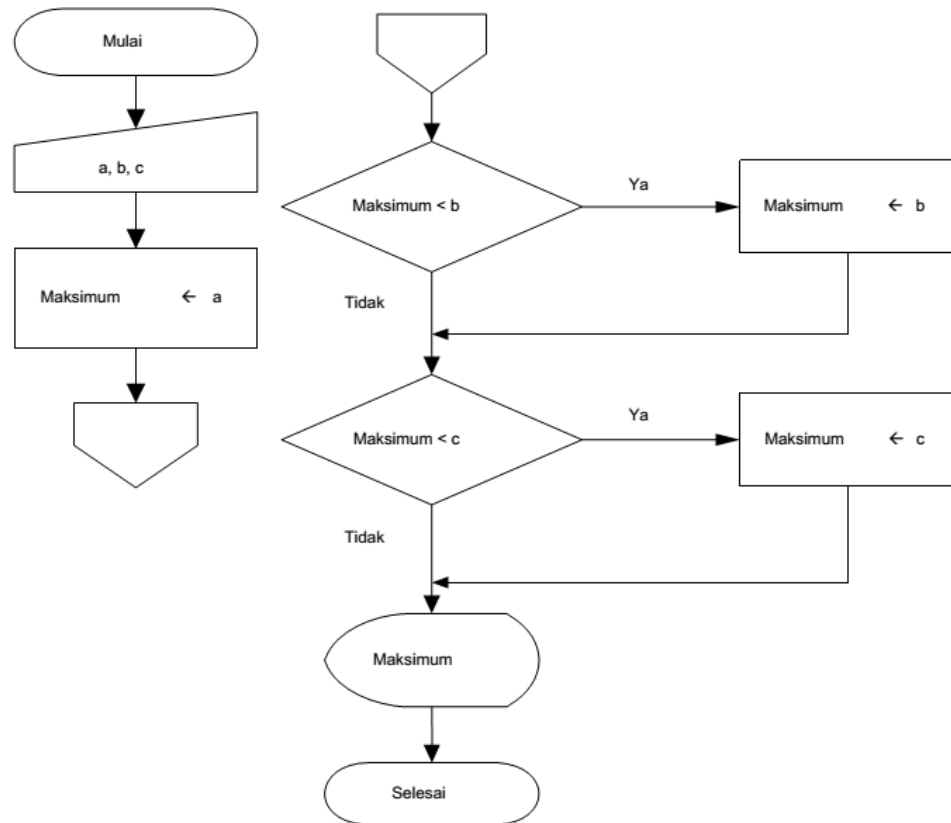 Mulai
a, b, c
Maksimum ← a
Maksimum < b
Ya
Maksimum ← b
Tidak
Maksimum < c
Ya
Maksimum ← c
Tidak
Maksimum
Selesai